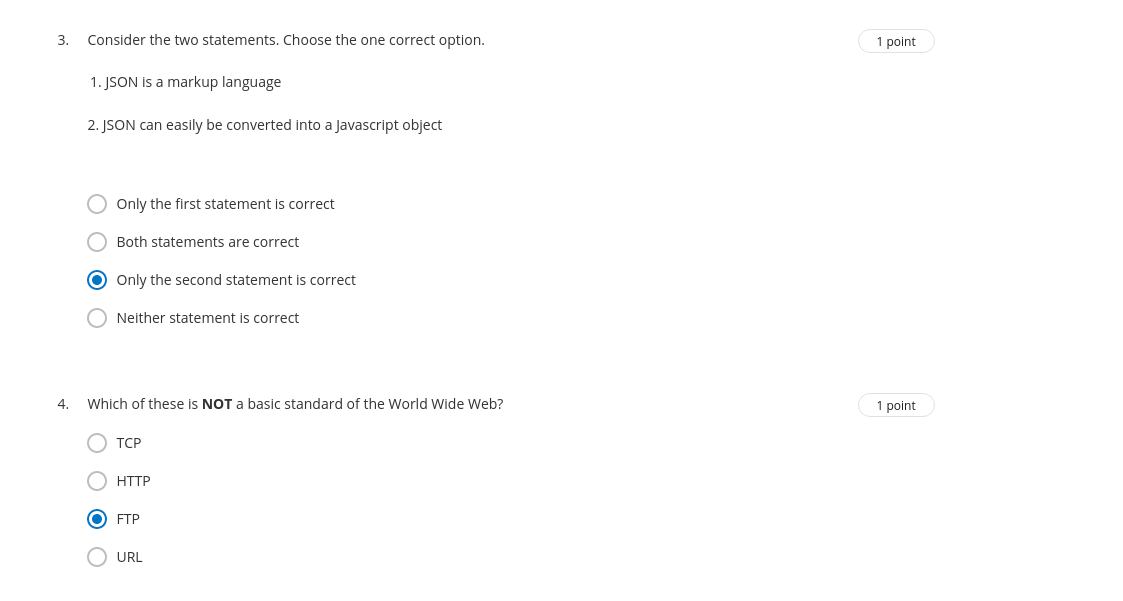 3. Consider the two statements. Choose the one correct option.
1 point
1. JSON is a markup language
2. JSON can easily be converted into a Javascript object
Only the first statement is correct
Both statements are correct
Only the second statement is correct
Neither statement is correct
4. Which of these is NOT a basic standard of the World Wide Web?
1 point
TCP
HTTP
FTP
URL